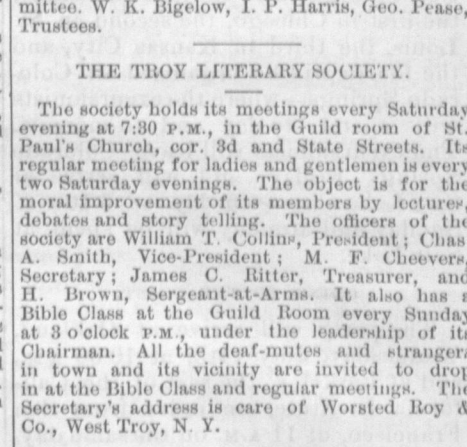 mittee. W. K. Bigelow, I. P. Harris, Geo. Pease,
Trustees.
THE TROY LITERARY SOCIETY.
The society holds its meetings every Saturday
evening at 7:30 P.M., in the Guild room of St.
Paul's Church, cor. 3d and State Streets. Its
regular meeting for ladies and gentlemen is every
two Saturday evenings. The object is for the
moral improvement of its members by lectures,
debates and story telling. The officers of the
society are William T. Collins, President; Chas.
A. Smith, Vice-President; M. F. Cheevers,
Secretary; James C. Ritter, Treasurer, and
H. Brown, Sergeant-at-Arms. It also has a
Bible Class at the Guild Room every Sunday
at 3 o'clock P.M., under the leadership of its
Chairman. All the deaf-mutes and strangers
in town and its vicinity are invited to drop
in at the Bible Class and regular meetings. The
Secretary's address is care of Worsted Roy &
Co., West Troy, N. Y.